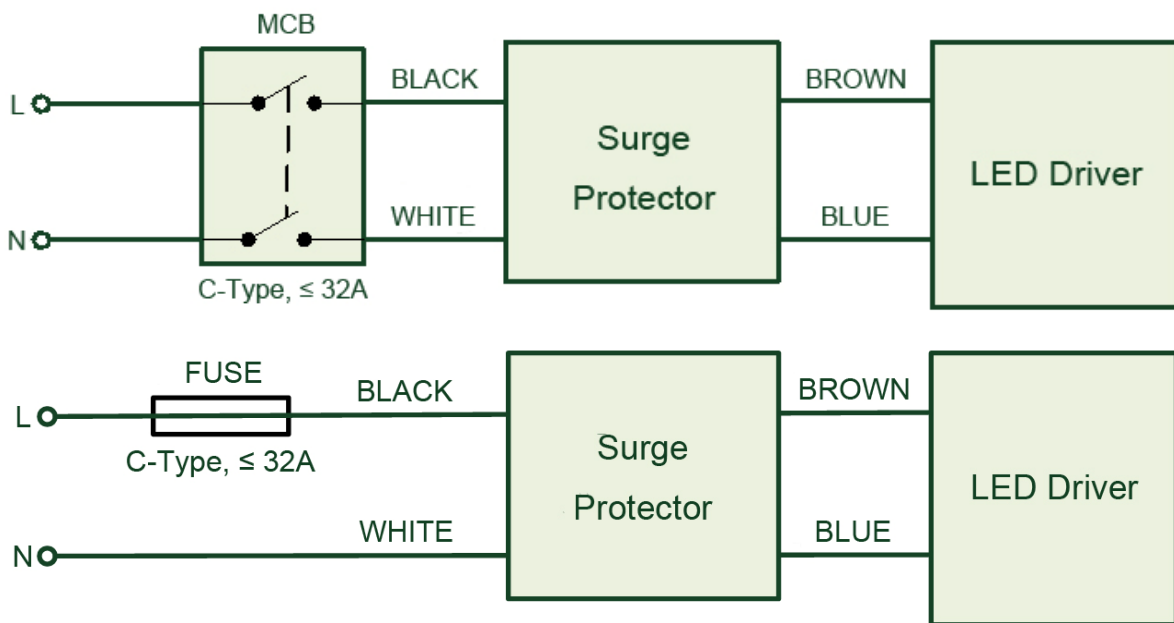 MCB
L
BLACK
BROWN
Surge
Protector
LED Driver
N
WHITE
BLUE
C-Type, ≤ 32A
FUSE
L
BLACK
BROWN
C-Type, ≤ 32A
Surge
Protector
LED Driver
N
WHITE
BLUE